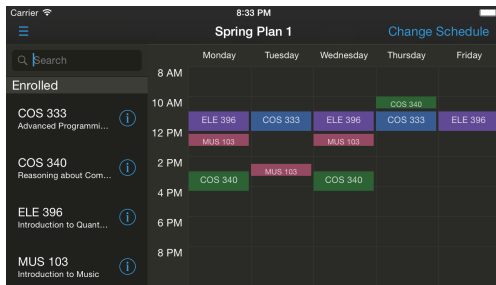 Carrier 8:33 PM
Spring Plan 1 Change Schedule
Search
Enrolled
COS 333
Advanced Programmi...
COS 340
Reasoning about Com...
ELE 396
Introduction to Quant...
MUS 103
Introduction to Music
Monday Tuesday Wednesday Thursday Friday
8 AM
10 AM COS 340
ELE 396 COS 333 ELE 396 COS 333 ELE 396
12 PM
MUS 103 MUS 103
2 PM
MUS 103
COS 340 COS 340
4 PM
6 PM
8 PM